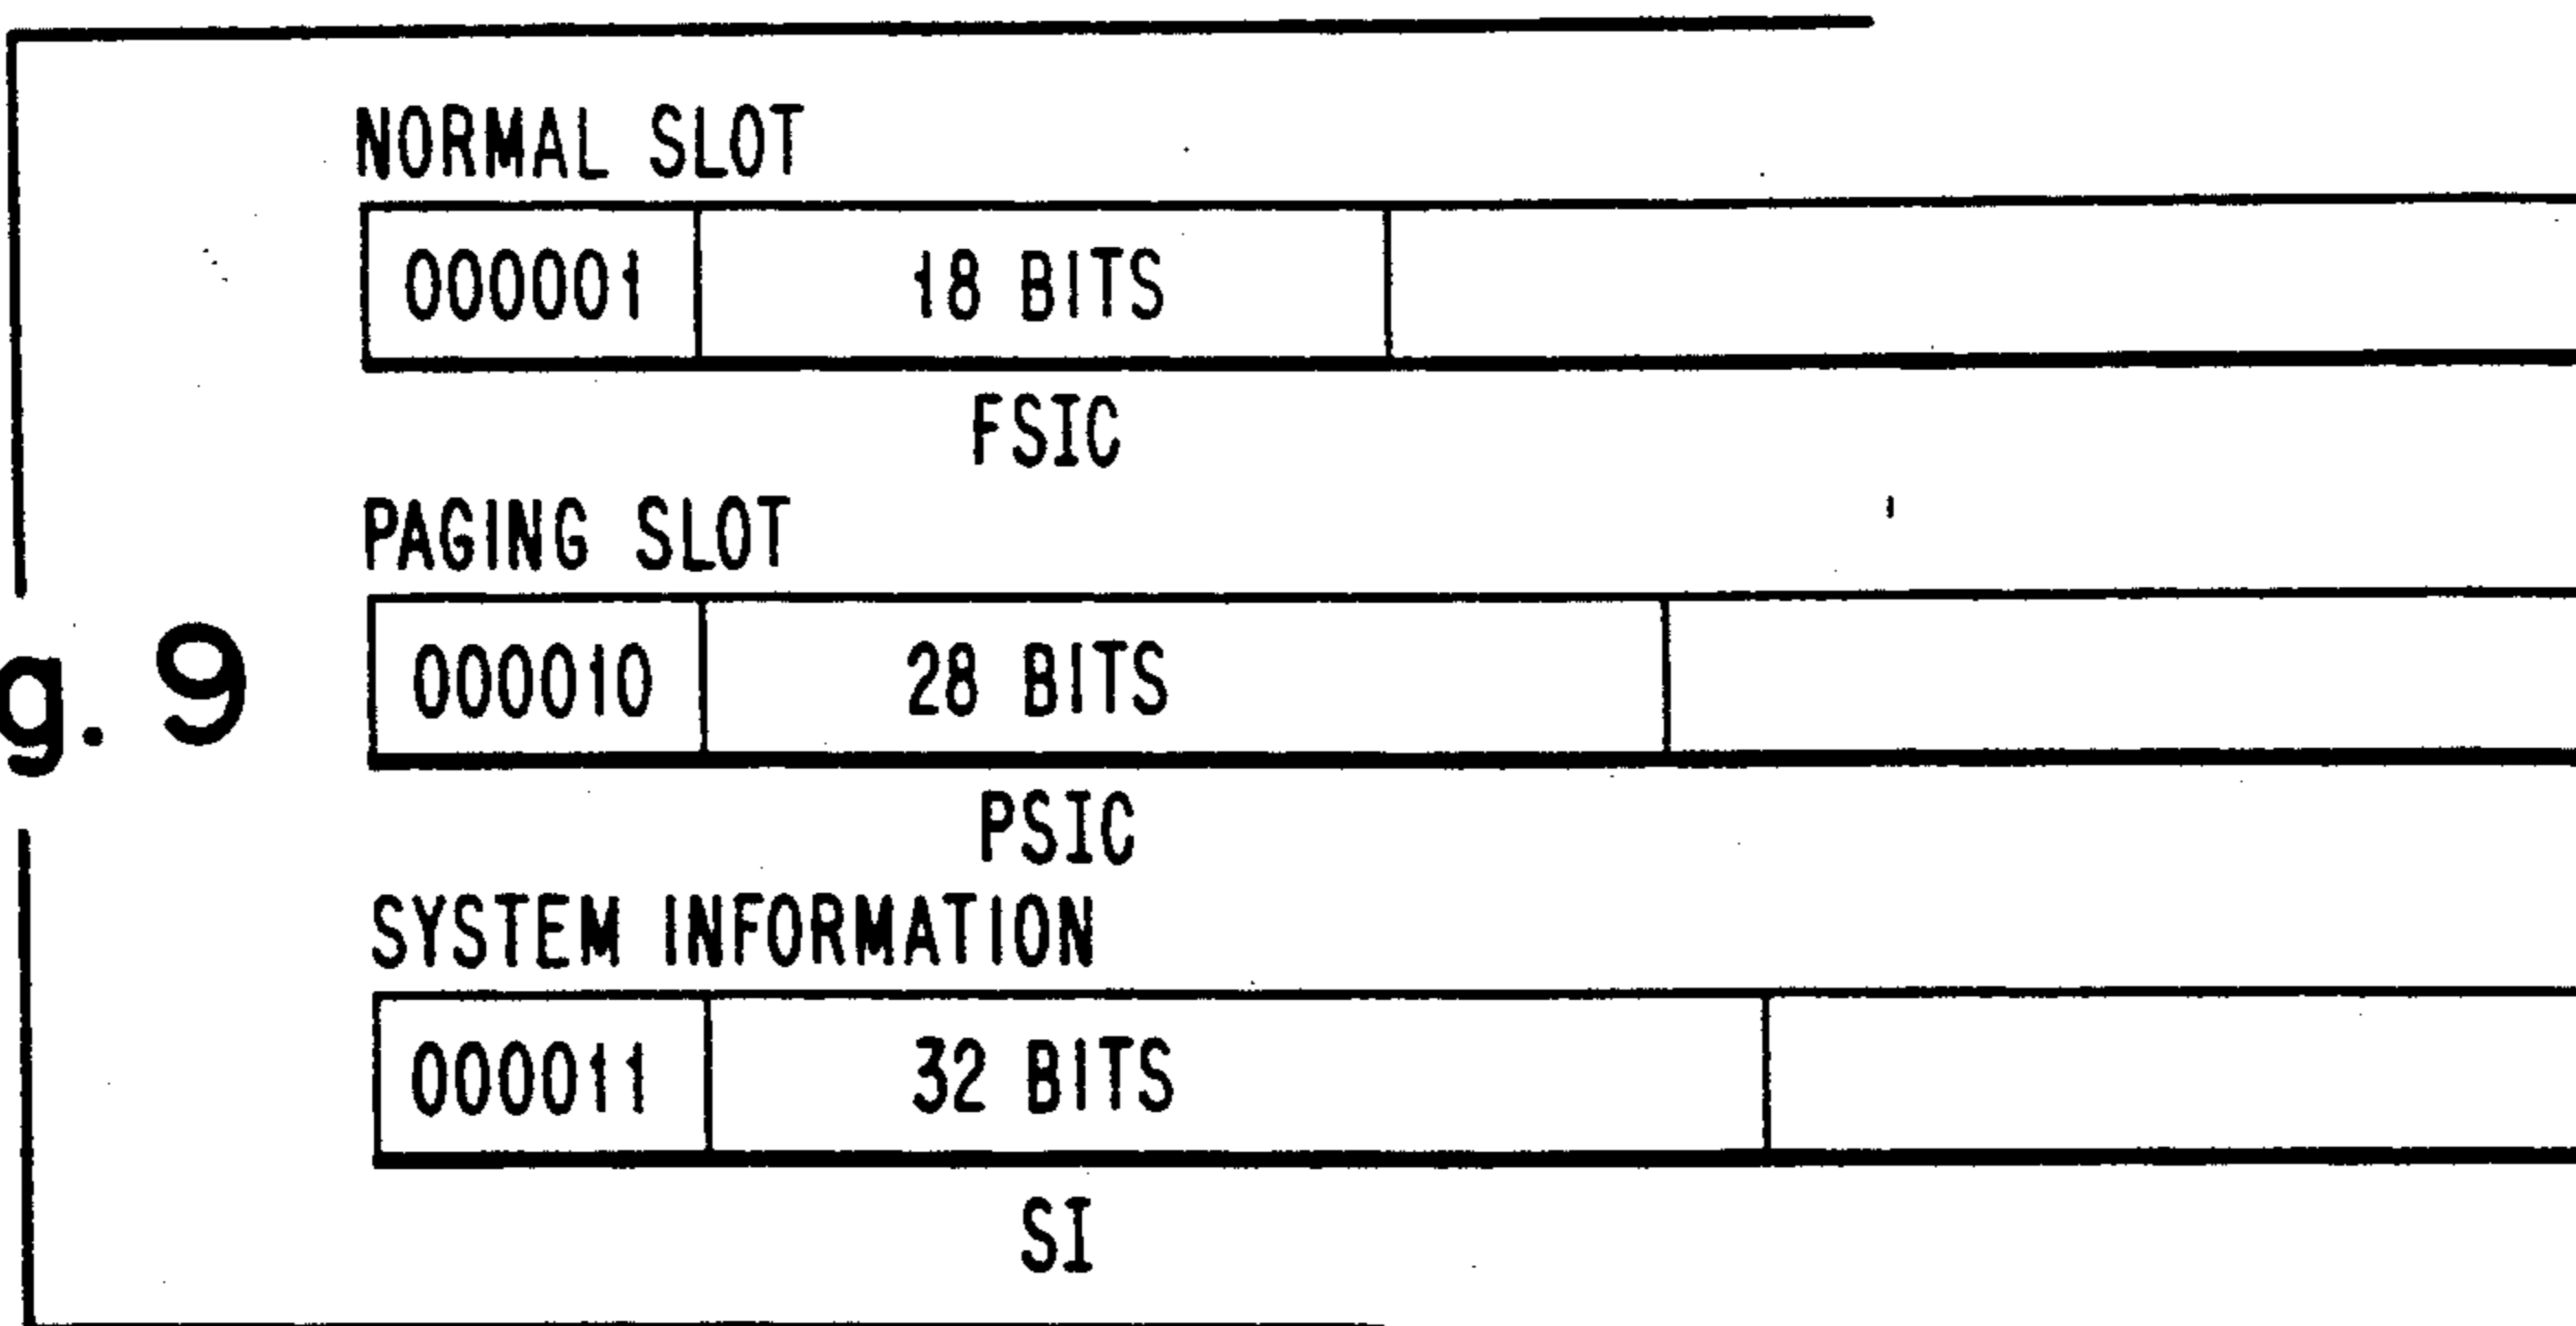 NORMAL SLOT
000001 18 BITS
FSIC
PAGING SLOT
g. 9
000010 28 BITS
PSIC
SYSTEM INFORMATION
000011 32 BITS
SI